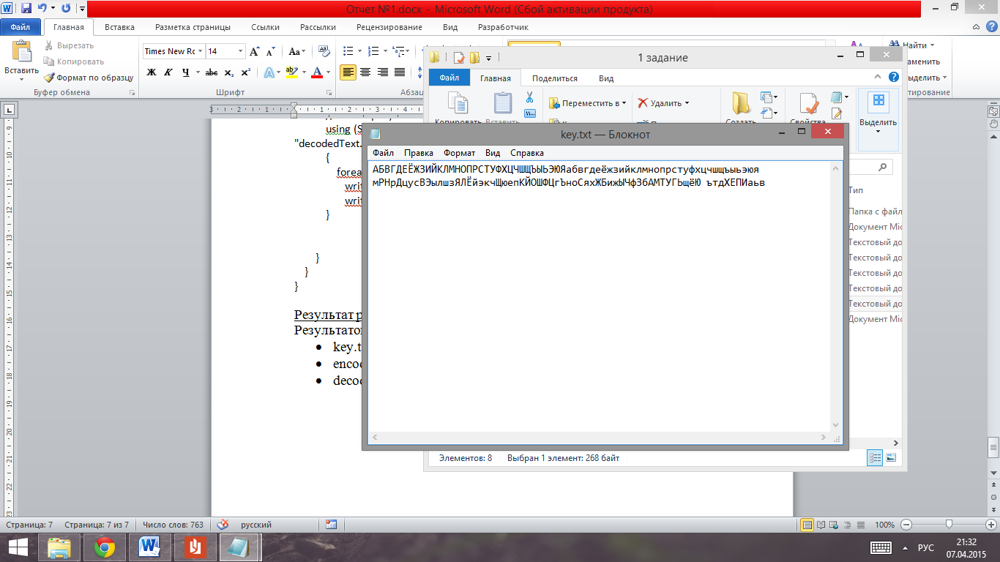 Отчет №1.docx - Microsoft Word (Сбой активации продукта)
Файл Главная Вставка Разметка страницы Ссылки Рассылки Рецензирование Вид Разработчик
Вставить
Вырезать
Копировать
Формат по образцу
Буфер обмена
Times New Ro 14
Ж К Ч abc x₂ x²
Шрифт
Абзац
Найти
Заменить
Выделить
1 задание
Файл Главная Поделиться Вид
Копировать Вставить
Переместить в
Удалить
Создать
Свойства
Выделить
Тип
Папка с файл
Документ Mic
Текстовый до
Текстовый до
Текстовый до
Текстовый до
Текстовый до
Документ Mic
Элементов: 8 Выбран 1 элемент: 268 байт
key.txt — Блокнот
Файл Правка Формат Вид Справка
АБВГДЕЁЖЗИЙКЛМНОПРСТУФХЦЧШЩЪЫЬЭЮЯабвгдеёжзийклмнопрстуфхцчшщъыьэюя
мРНрДцусВЭылшзЯЛЁйэкчЩюепКЙОШФЦгЪноСяхЖБижЫЧфЗбАМТУГЬщёЮ ътдХЕПИаьв
using (S
"decodedText.
{
forea
writ
writ
}
}
}
}
Результат р
Результатом
key.t
encod
decod
Страница: 7 Страница: 7 из 7 Число слов: 763 русский 100%
РУС
21:32
07.04.2015